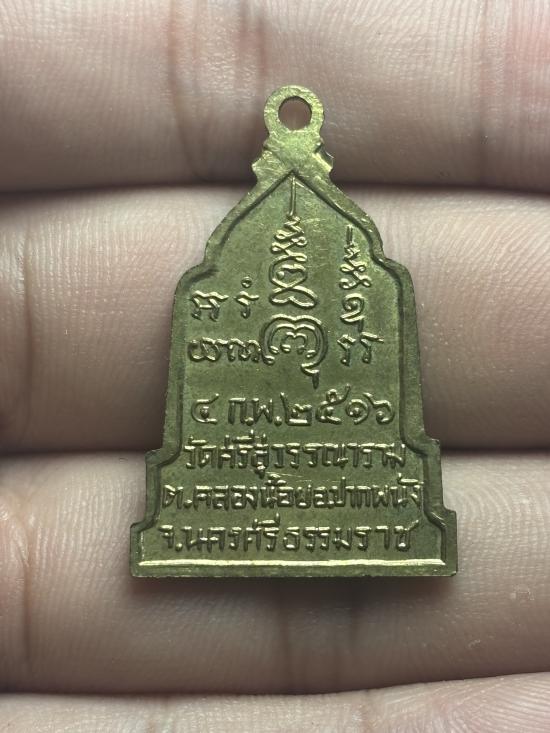 ๔ ก.พ. ๒๕๑๖
วัดศรีสุวรรณาราม
ต.คลองน้อย อ.ปากพนัง
จ.นครศรีธรรมราช